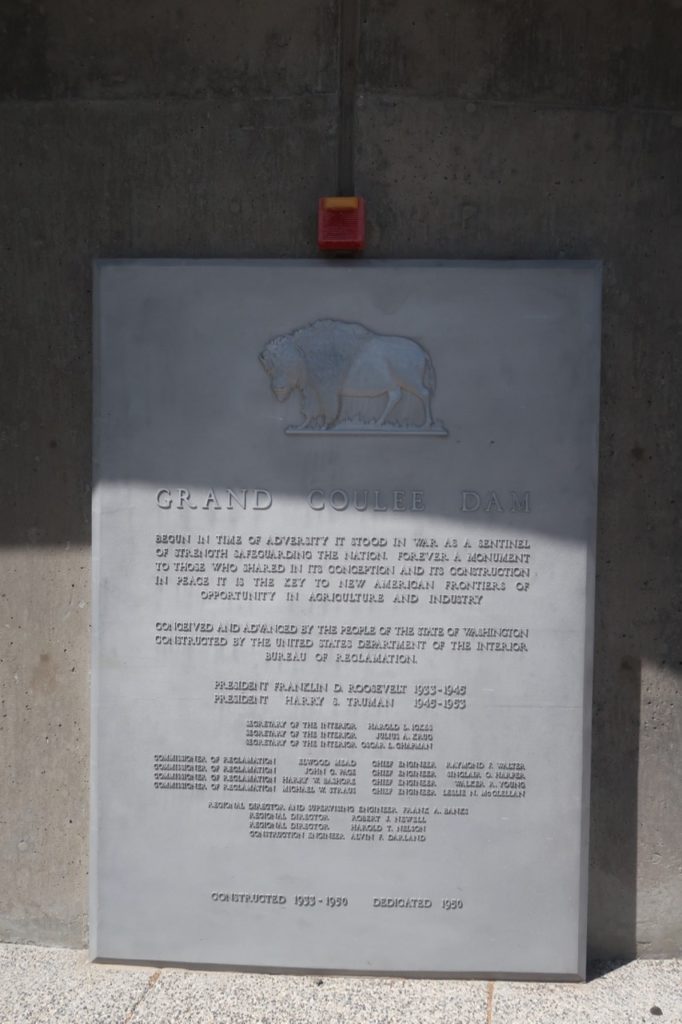 GRAND COULEE DAM
BEGUN IN TIME OF ADVERSITY IT STOOD IN WAR AS A SENTINEL
OF STRENGTH SAFEGUARDING THE NATION. FOREVER A MONUMENT
TO THOSE WHO SHARED IN ITS CONCEPTION AND ITS CONSTRUCTION
IN PEACE IT IS THE KEY TO NEW AMERICAN FRONTIERS OF
OPPORTUNITY IN AGRICULTURE AND INDUSTRY
CONCEIVED AND ADVANCED BY THE PEOPLE OF THE STATE OF WASHINGTON
CONSTRUCTED BY THE UNITED STATES DEPARTMENT OF THE INTERIOR
BUREAU OF RECLAMATION.
PRESIDENT FRANKLIN D. ROOSEVELT 1933-1945
PRESIDENT HARRY S. TRUMAN 1945-1953
SECRETARY OF THE INTERIOR HAROLD L. ICKES
SECRETARY OF THE INTERIOR JULIUS A. KRUG
SECRETARY OF THE INTERIOR OSCAR L. CHAPMAN
COMMISSIONER OF RECLAMATION ELWOOD MEAD CHIEF ENGINEER RAYMOND F. WALTER
COMMISSIONER OF RECLAMATION JOHN C. PAGE CHIEF ENGINEER SINCLAIR O. HARPER
COMMISSIONER OF RECLAMATION HARRY W. BASHORE CHIEF ENGINEER WALKER R. YOUNG
COMMISSIONER OF RECLAMATION MICHAEL W. STRAUS CHIEF ENGINEER LESLIE N. McCLELLAN
REGIONAL DIRECTOR AND SUPERVISING ENGINEER FRANK A. BANKS
REGIONAL DIRECTOR ROBERT J. NEWELL
REGIONAL DIRECTOR HAROLD T. NELSON
CONSTRUCTION ENGINEER ALVIN F. DARLAND
CONSTRUCTED 1933-1950 DEDICATED 1950